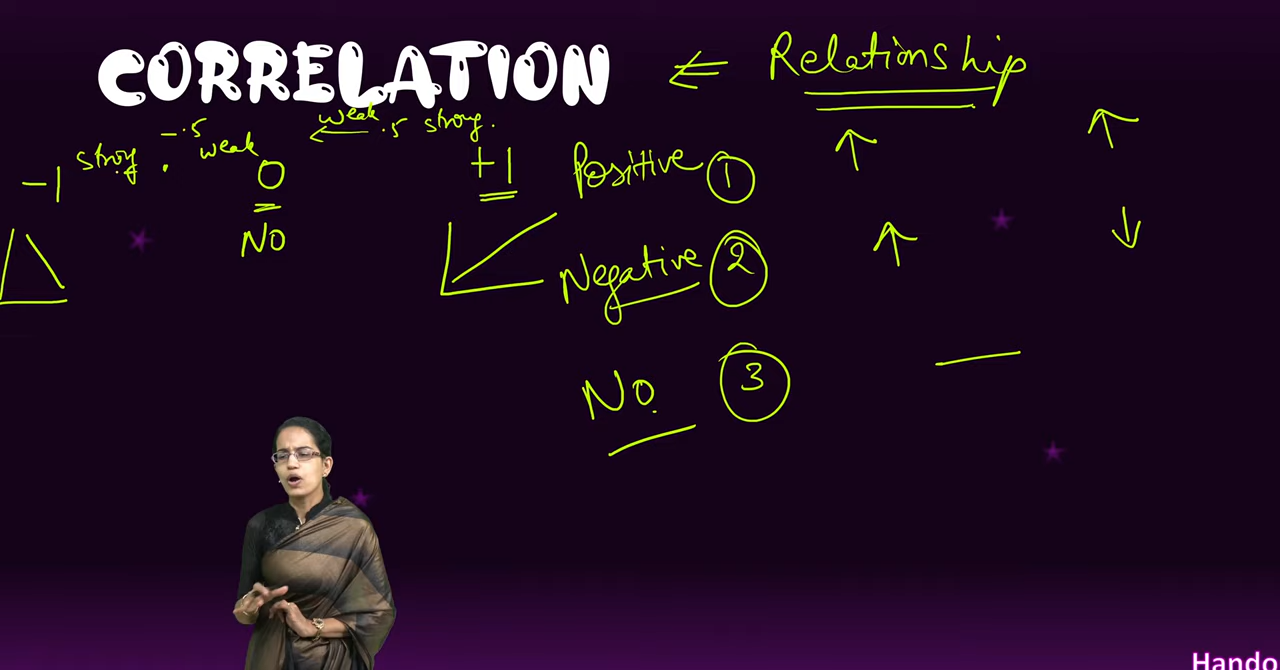 CORRELATION ⇐ Relationship
-1 strong -.5 weak 0 weak .5 strong. +1
NO
Positive 1 ↑ ↑
Negative 2 ↑ ↓
No. 3 —
Hando